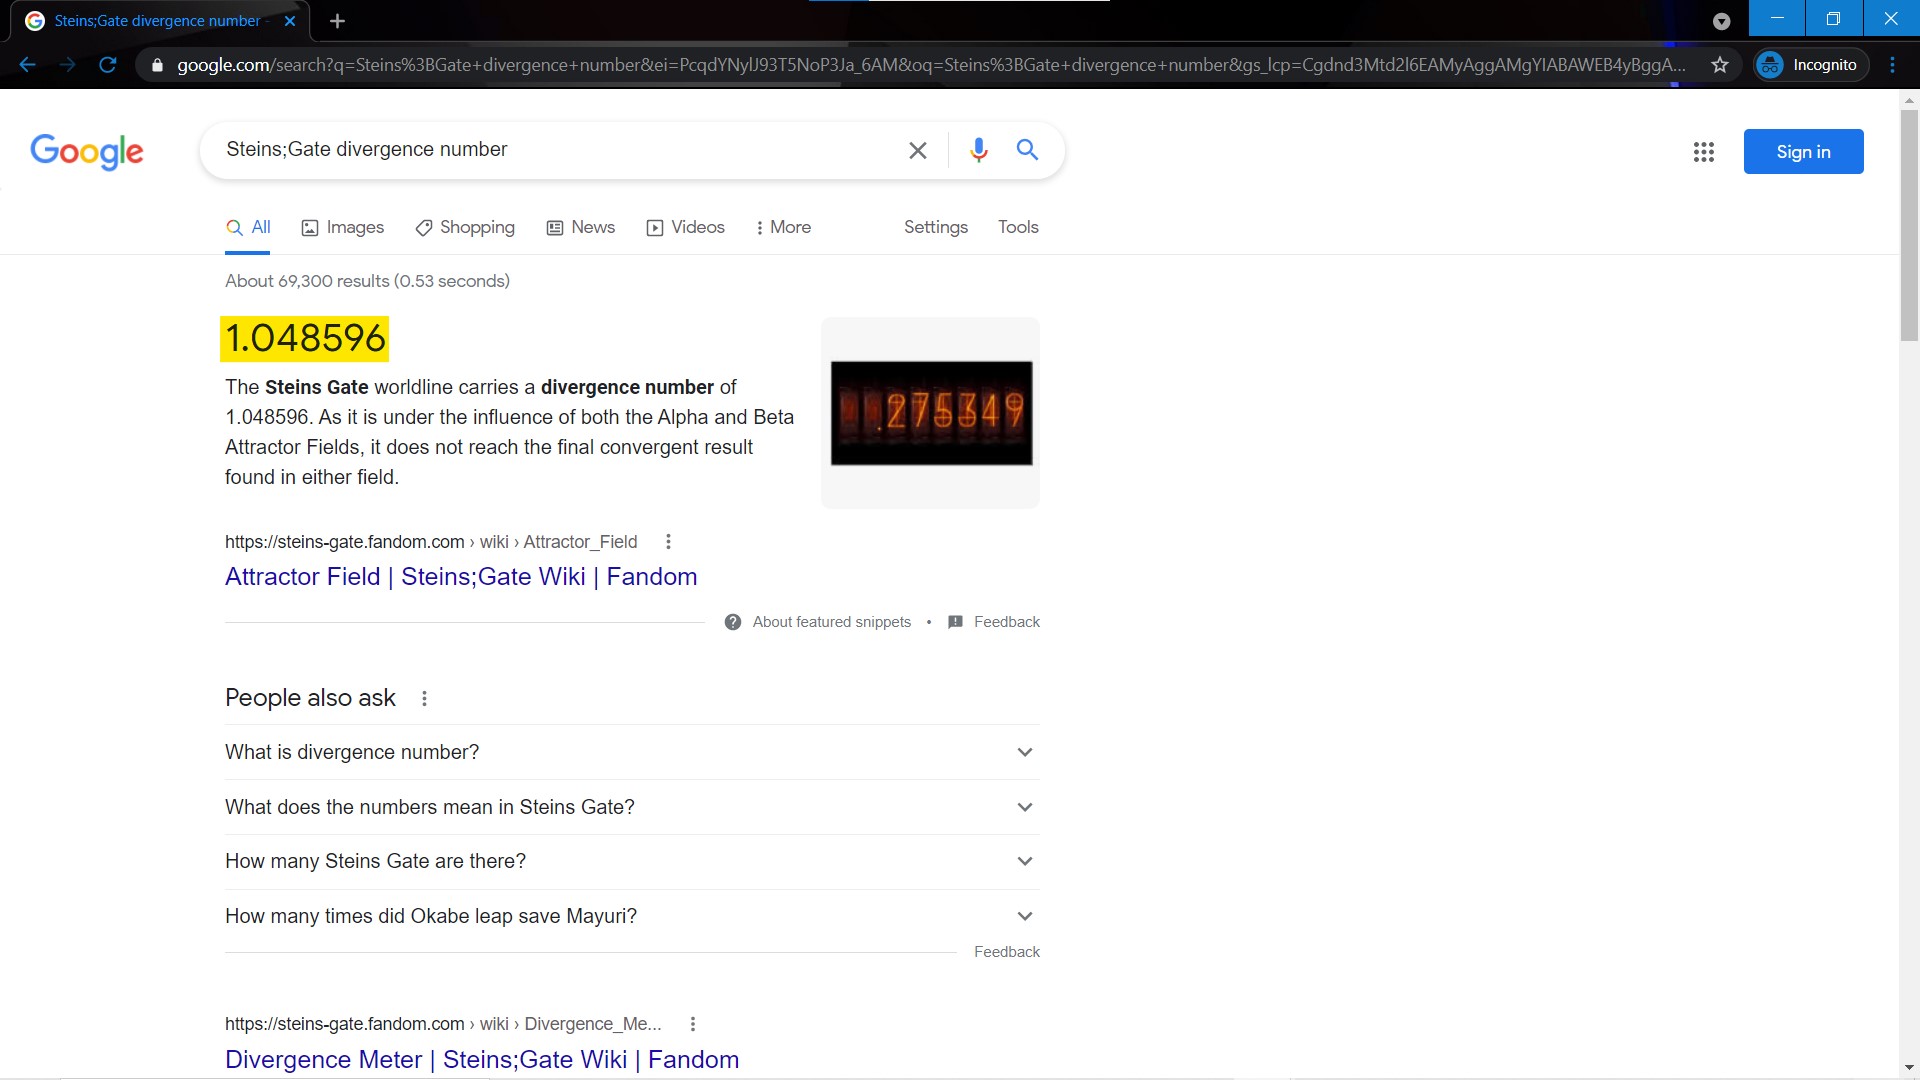 Steins;Gate divergence number -
google.com/search?q=Steins%3BGate+divergence+number&ei=PcqdYNylJ93T5NoP3Ja_6AM&oq=Steins%3BGate+divergence+number&gs_lcp=Cgdnd3Mtd2l6EAMyAggAMgYIABAWEB4yBggA...
Incognito
Google
Steins;Gate divergence number
Sign in
All
Images
Shopping
News
Videos
More
Settings
Tools
About 69,300 results (0.53 seconds)
1.048596
The Steins Gate worldline carries a divergence number of
1.048596. As it is under the influence of both the Alpha and Beta
Attractor Fields, it does not reach the final convergent result
found in either field.
.275349
https://steins-gate.fandom.com › wiki › Attractor_Field
Attractor Field | Steins;Gate Wiki | Fandom
About featured snippets • Feedback
People also ask
What is divergence number?
What does the numbers mean in Steins Gate?
How many Steins Gate are there?
How many times did Okabe leap save Mayuri?
Feedback
https://steins-gate.fandom.com › wiki › Divergence_Me...
Divergence Meter | Steins;Gate Wiki | Fandom